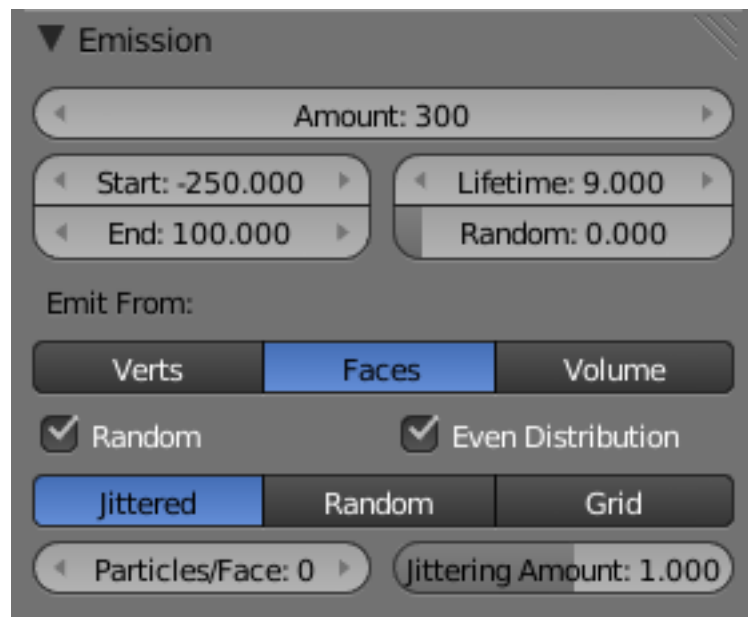 Emission
Amount: 300
Start: -250.000 Lifetime: 9.000
End: 100.000 Random: 0.000
Emit From:
Verts Faces Volume
Random Even Distribution
Jittered Random Grid
Particles/Face: 0 Jittering Amount: 1.000